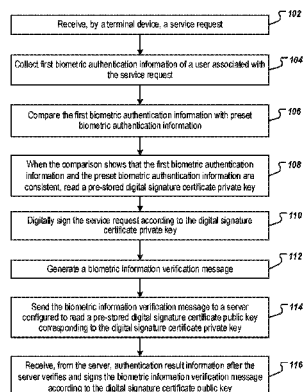 Receive, by a terminal device, a service request
102
Collect first biometric authentication information of a user associated with
the service request
104
Compare the first biometric authentication information with preset
biometric authentication information
106
When the comparison shows that the first biometric authentication
information and the preset biometric authentication information are
consistent, read a pre-stored digital signature certificate private key
108
Digitally sign the service request according to the digital signature
certificate private key
110
Generate a biometric information verification message
112
Send the biometric information verification message to a server
configured to read a pre-stored digital signature certificate public key
corresponding to the digital signature certificate private key
114
Receive, from the server, authentication result information after the
server verifies and signs the biometric information verification message
according to the digital signature certificate public key
116